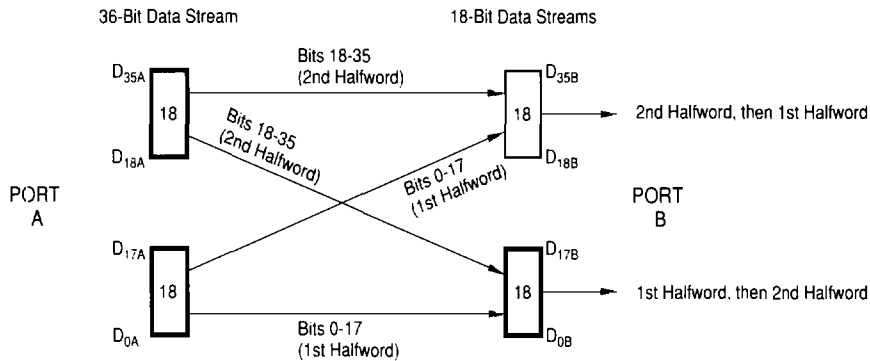 36-Bit Data Stream
18-Bit Data Streams
Bits 18-35
(2nd Halfword)
D35A
D35B
18
18
2nd Halfword, then 1st Halfword
Bits 18-35
(2nd Halfword)
D18A
D18B
Bits 0-17
(1st Halfword)
PORT
A
PORT
B
D17A
D17B
18
18
1st Halfword, then 2nd Halfword
Bits 0-17
(1st Halfword)
D0A
D0B